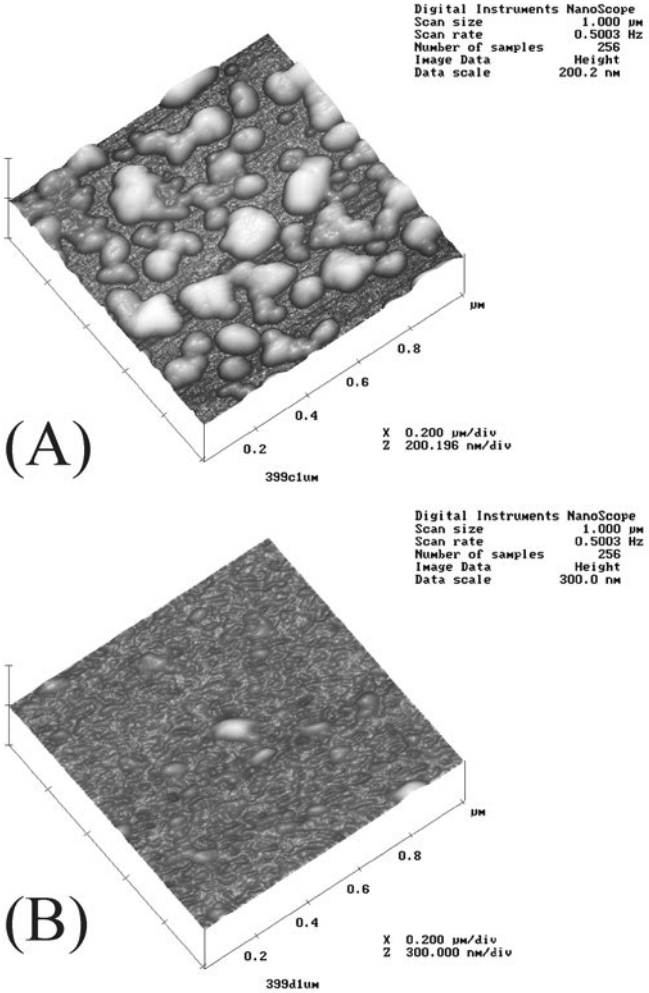 Digital Instruments NanoScope
Scan size 1.000 µm
Scan rate 0.5003 Hz
Number of samples 256
Image Data Height
Data scale 200.2 nm
µm
0.8
0.6
0.4
0.2
(A)
X 0.200 µm/div
Z 200.196 nm/div
399c1um
Digital Instruments NanoScope
Scan size 1.000 µm
Scan rate 0.5003 Hz
Number of samples 256
Image Data Height
Data scale 300.0 nm
µm
0.8
0.6
0.4
0.2
(B)
X 0.200 µm/div
Z 300.000 nm/div
399d1um